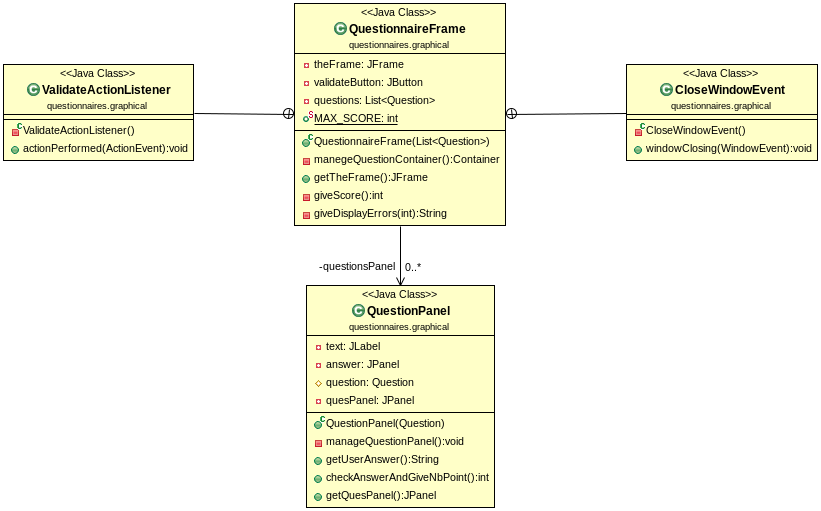 <<Java Class>>
QuestionnaireFrame
questionnaires.graphical
theFrame: JFrame
validateButton: JButton
questions: List<Question>
MAX_SCORE: int
QuestionnaireFrame(List<Question>)
manegeQuestionContainer():Container
getTheFrame():JFrame
giveScore():int
giveDisplayErrors(int):String
<<Java Class>>
ValidateActionListener
questionnaires.graphical
ValidateActionListener()
actionPerformed(ActionEvent):void
<<Java Class>>
CloseWindowEvent
questionnaires.graphical
CloseWindowEvent()
windowClosing(WindowEvent):void
-questionsPanel 0..*
<<Java Class>>
QuestionPanel
questionnaires.graphical
text: JLabel
answer: JPanel
question: Question
quesPanel: JPanel
QuestionPanel(Question)
manageQuestionPanel():void
getUserAnswer():String
checkAnswerAndGiveNbPoint():int
getQuesPanel():JPanel